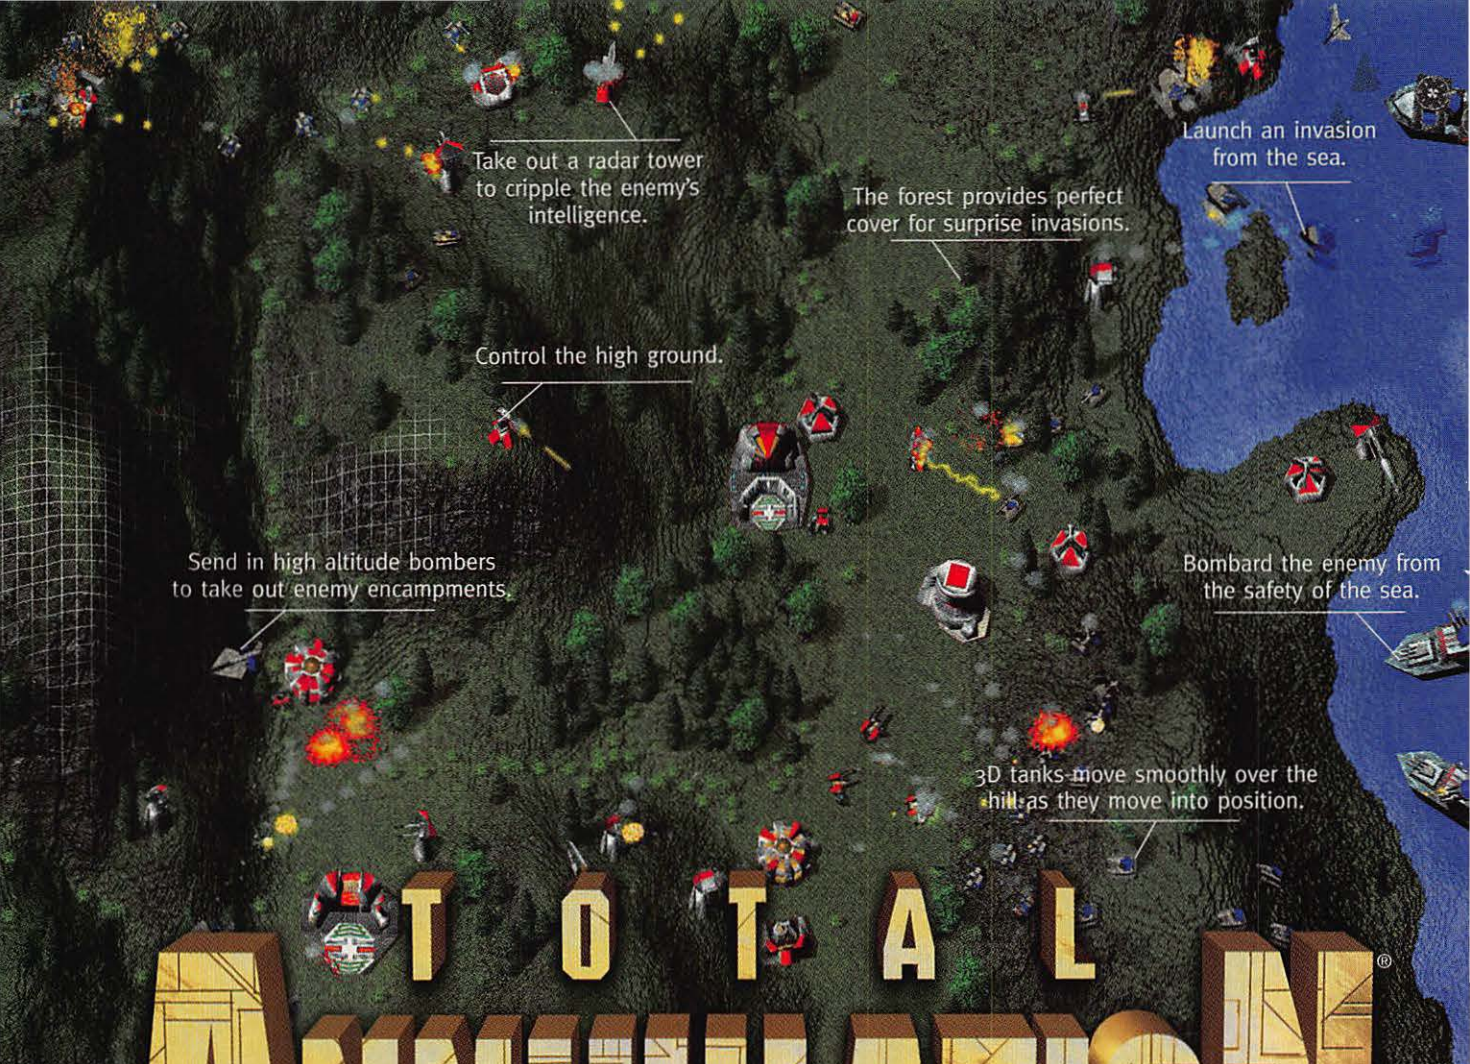 Launch an invasion
from the sea.
Take out a radar tower
to cripple the enemy's
intelligence.
The forest provides perfect
cover for surprise invasions.
Control the high ground.
Send in high altitude bombers
to take out enemy encampments.
Bombard the enemy from
the safety of the sea.
3D tanks move smoothly over the
hill as they move into position.
TOTAL
ANNIHILATION®